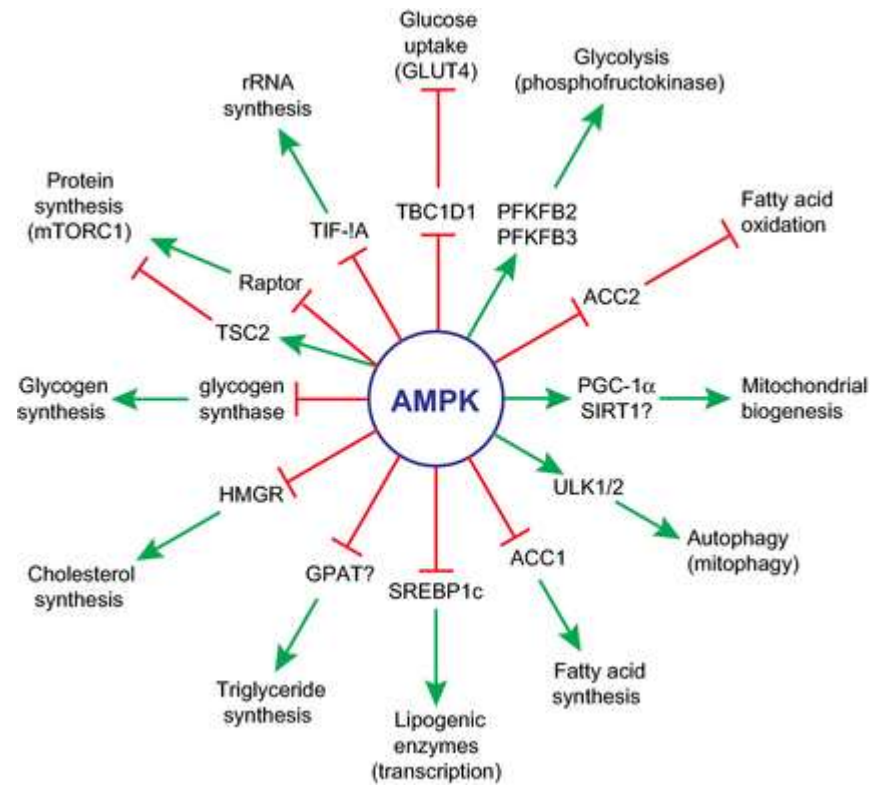 Glucose
uptake
(GLUT4)
Glycolysis
(phosphofructokinase)
rRNA
synthesis
Protein
synthesis
(mTORC1)
TIF-!A
TBC1D1
PFKFB2
PFKFB3
Fatty acid
oxidation
Raptor
TSC2
ACC2
Glycogen
synthesis
glycogen
synthase
AMPK
PGC-1α
SIRT1?
Mitochondrial
biogenesis
HMGR
ULK1/2
Cholesterol
synthesis
GPAT?
SREBP1c
ACC1
Autophagy
(mitophagy)
Triglyceride
synthesis
Lipogenic
enzymes
(transcription)
Fatty acid
synthesis